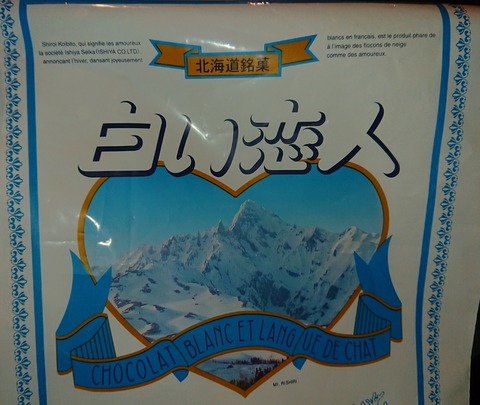 Shiroi Koibito, qui signifie les amoureux
blancs en français, est le produit phare de
la société Ishiya Seika(ISHIYA CO.LTD)
à l'image des flocons de neige
annonçant l'hiver, dansant joyeusement
comme des amoureux.
北海道銘菓
白い恋人
CHOCOLAT BLANC ET LANGUE DE CHAT
Mt. Rishiri